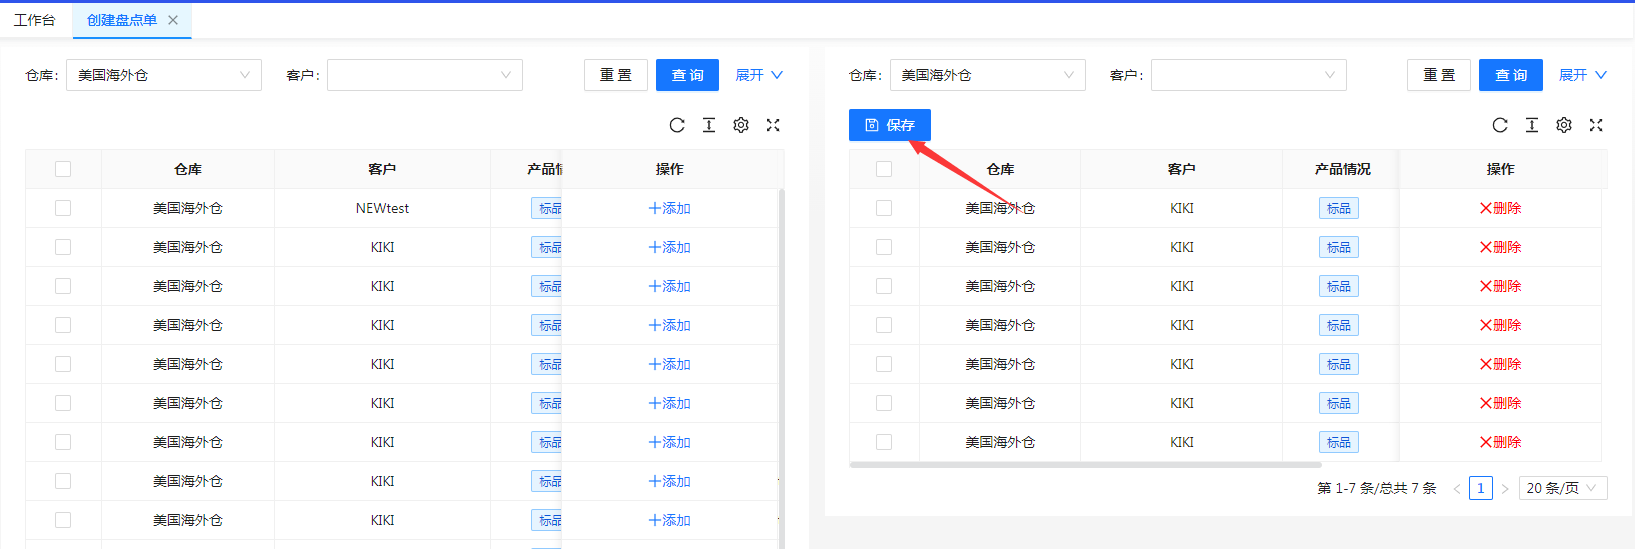 工作台 创建盘点单
仓库: 美国海外仓 客户: 重置 查询 展开
仓库 客户 产品情 操作
美国海外仓 NEWtest 标品 添加
美国海外仓 KIKI 标品 添加
美国海外仓 KIKI 标品 添加
美国海外仓 KIKI 标品 添加
美国海外仓 KIKI 标品 添加
美国海外仓 KIKI 标品 添加
美国海外仓 KIKI 标品 添加
美国海外仓 KIKI 标品 添加
美国海外仓 KIKI 标品 添加
仓库: 美国海外仓 客户: 重置 查询 展开
保存
仓库 客户 产品情况 操作
美国海外仓 KIKI 标品 删除
美国海外仓 KIKI 标品 删除
美国海外仓 KIKI 标品 删除
美国海外仓 KIKI 标品 删除
美国海外仓 KIKI 标品 删除
美国海外仓 KIKI 标品 删除
美国海外仓 KIKI 标品 删除
第 1-7 条/总共 7 条 < 1 > 20 条/页